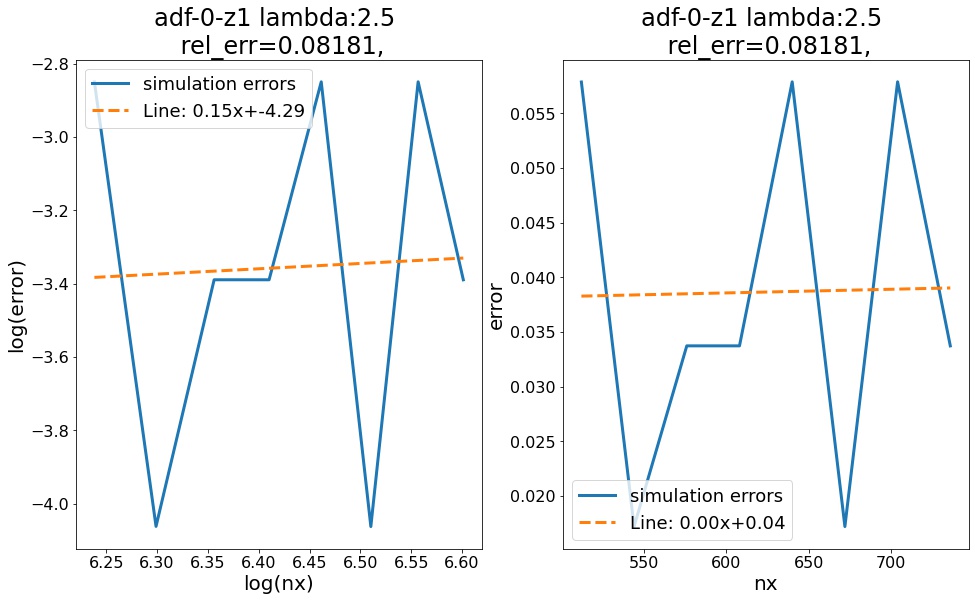 adf-0-z1 lambda:2.5
rel_err=0.08181,
simulation errors
Line: 0.15x+-4.29
log(error)
−2.8
−3.0
−3.2
−3.4
−3.6
−3.8
−4.0
6.25 6.30 6.35 6.40 6.45 6.50 6.55 6.60
log(nx)
adf-0-z1 lambda:2.5
rel_err=0.08181,
error
0.055
0.050
0.045
0.040
0.035
0.030
0.025
0.020
simulation errors
Line: 0.00x+0.04
550 600 650 700
nx